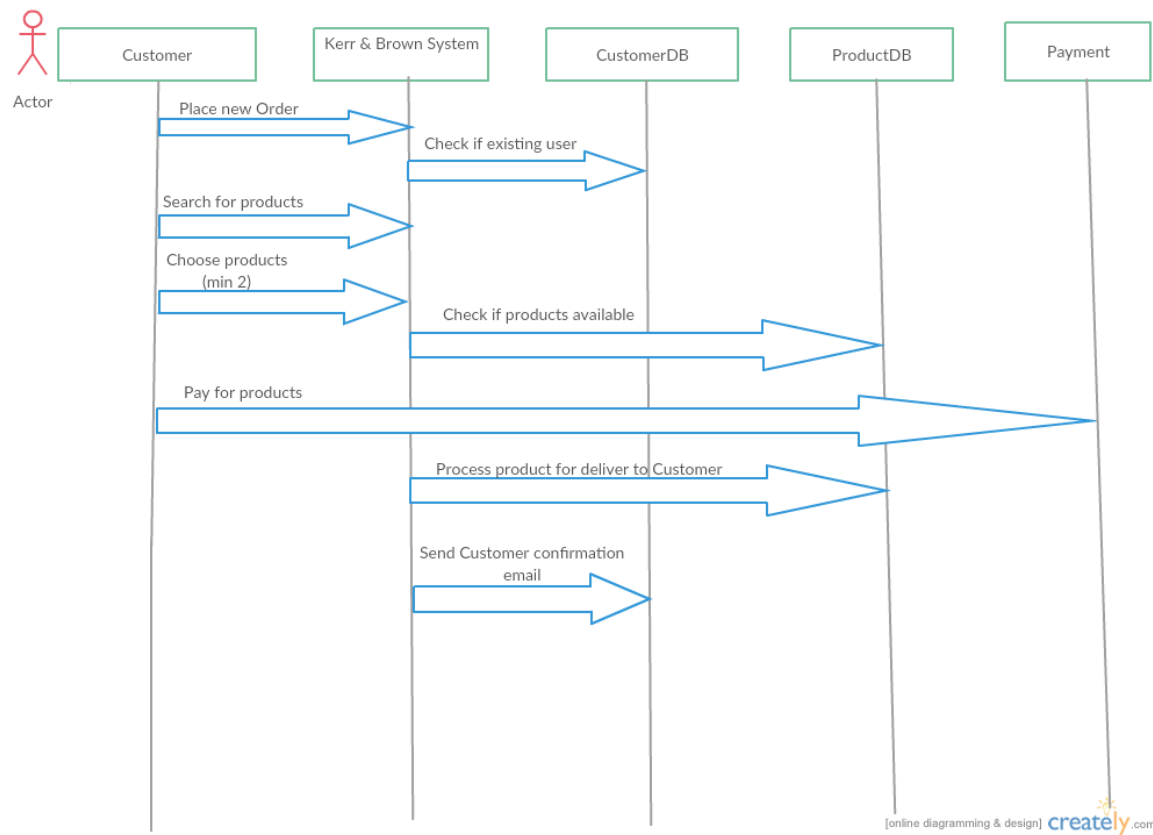 Customer
Kerr & Brown System
CustomerDB
ProductDB
Payment
Actor
Place new Order
Check if existing user
Search for products
Choose products
(min 2)
Check if products available
Pay for products
Process product for deliver to Customer
Send Customer confirmation
email
[online diagramming & design] creately.com